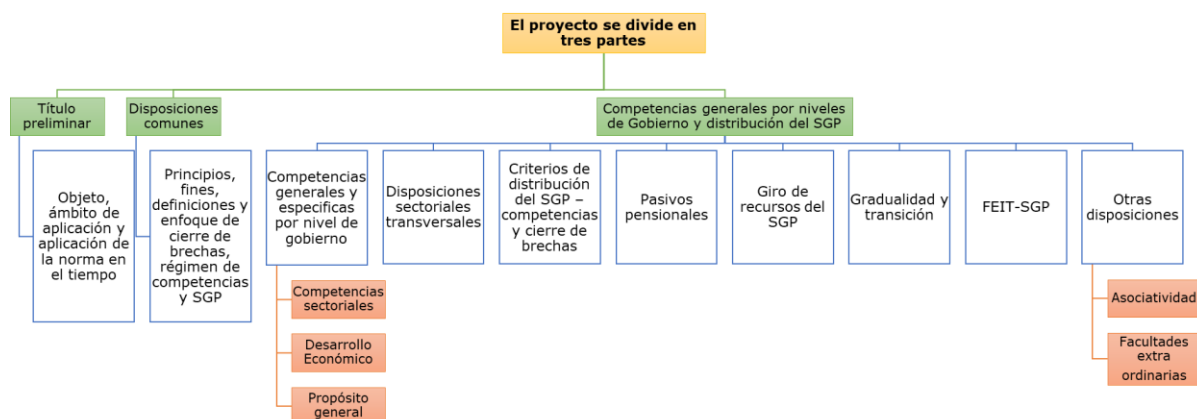 El proyecto se divide en
tres partes
Título
preliminar
Disposiciones
comunes
Competencias generales por niveles
de Gobierno y distribución del SGP
Objeto,
ámbito de
aplicación y
aplicación de
la norma en
el tiempo
Principios,
fines,
definiciones y
enfoque de
cierre de
brechas,
régimen de
competencias
y SGP
Competencias
generales y
especificas
por nivel de
gobierno
Disposiciones
sectoriales
transversales
Criterios de
distribución
del SGP –
competencias
y cierre de
brechas
Pasivos
pensionales
Giro de
recursos del
SGP
Gradualidad y
transición
FEIT-SGP
Otras
disposiciones
Competencias
sectoriales
Desarrollo
Económico
Propósito
general
Asociatividad
Facultades
extra
ordinarias